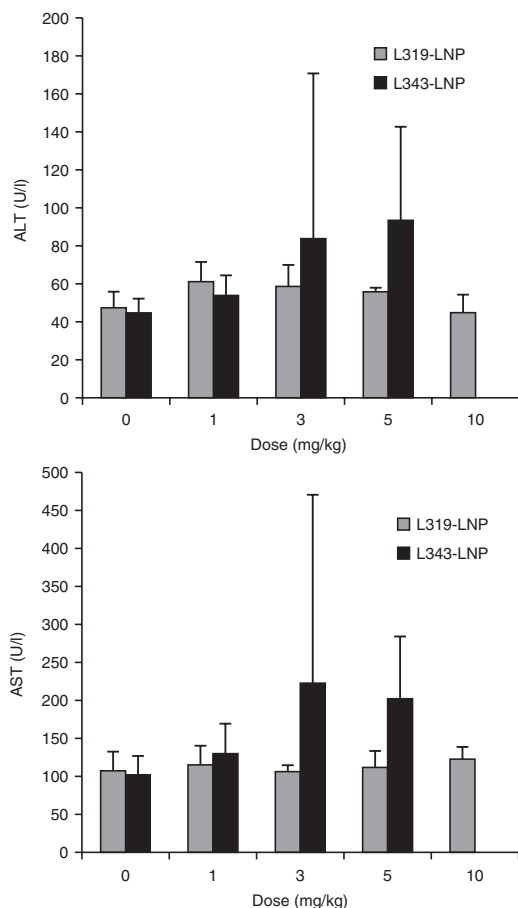 200
180
160
140
120
100
80
60
40
20
0
ALT (U/l)
L319-LNP
L343-LNP
0 1 3 5 10
Dose (mg/kg)
500
450
400
350
300
250
200
150
100
50
0
AST (U/l)
L319-LNP
L343-LNP
0 1 3 5 10
Dose (mg/kg)